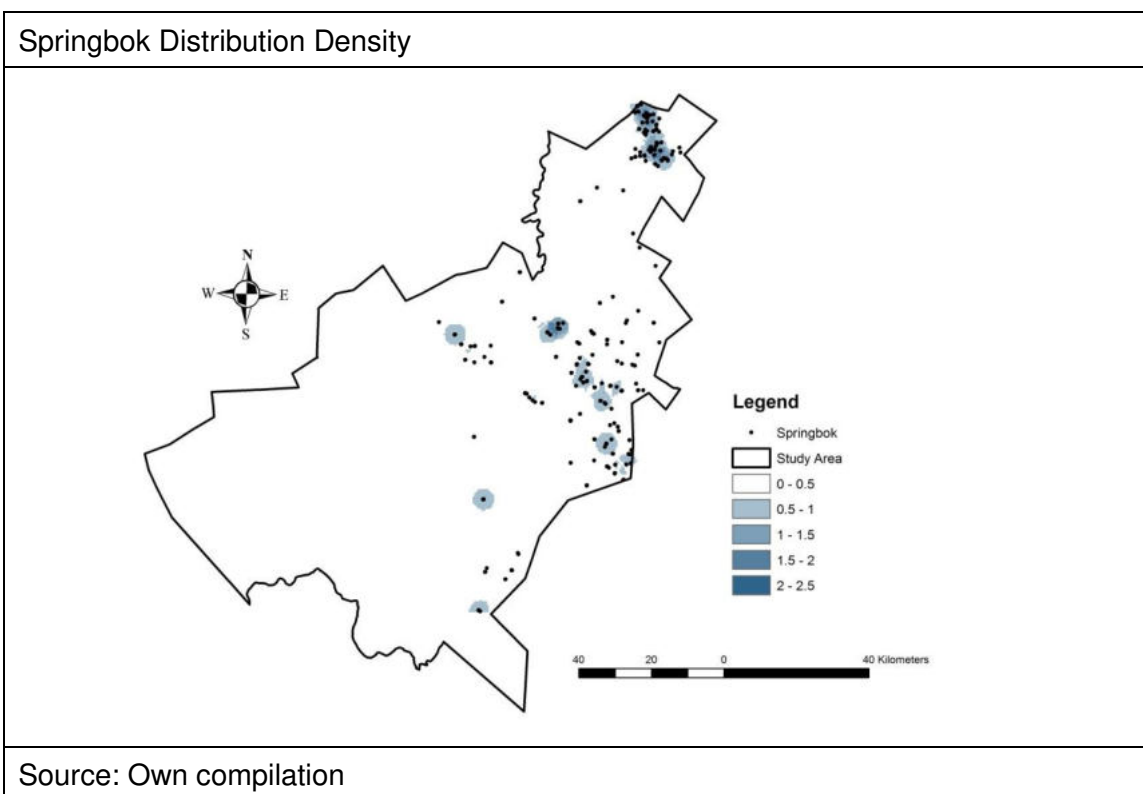 Springbok Distribution Density
N
W E
S
Legend
Springbok
Study Area
0 - 0.5
0.5 - 1
1 - 1.5
1.5 - 2
2 - 2.5
40 20 0 40 Kilometers
Source: Own compilation